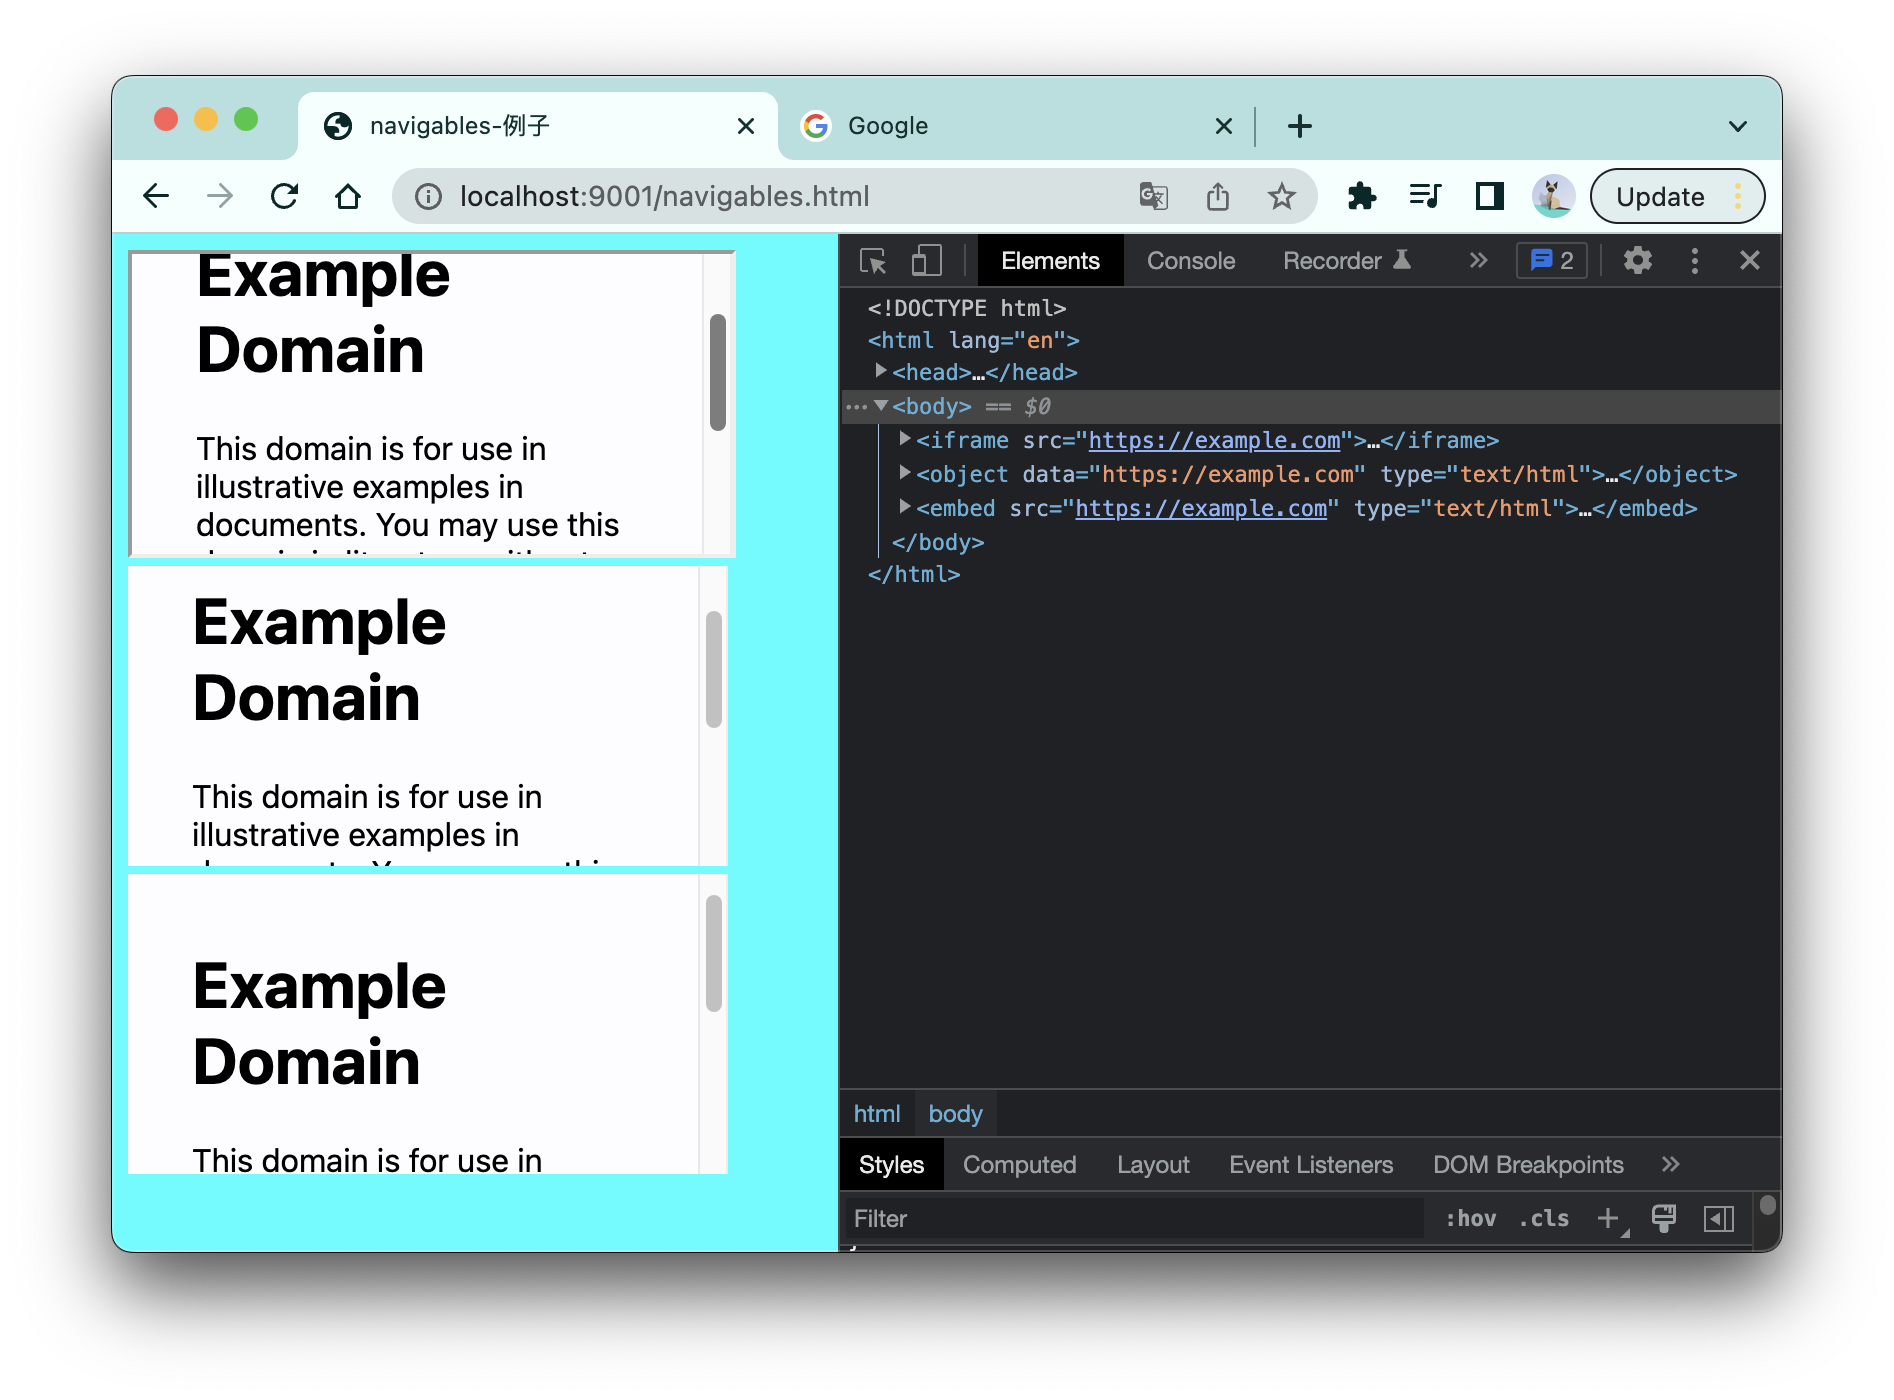 navigables-例子
Google
localhost:9001/navigables.html
Update
Example
Domain
This domain is for use in
illustrative examples in
documents. You may use this
Example
Domain
This domain is for use in
illustrative examples in
Example
Domain
This domain is for use in
Elements Console Recorder » 2
<!DOCTYPE html>
<html lang="en">
<head>…</head>
<body> == $0
<iframe src="https://example.com">…</iframe>
<object data="https://example.com" type="text/html">…</object>
<embed src="https://example.com" type="text/html">…</embed>
</body>
</html>
html body
Styles Computed Layout Event Listeners DOM Breakpoints »
Filter :hov .cls